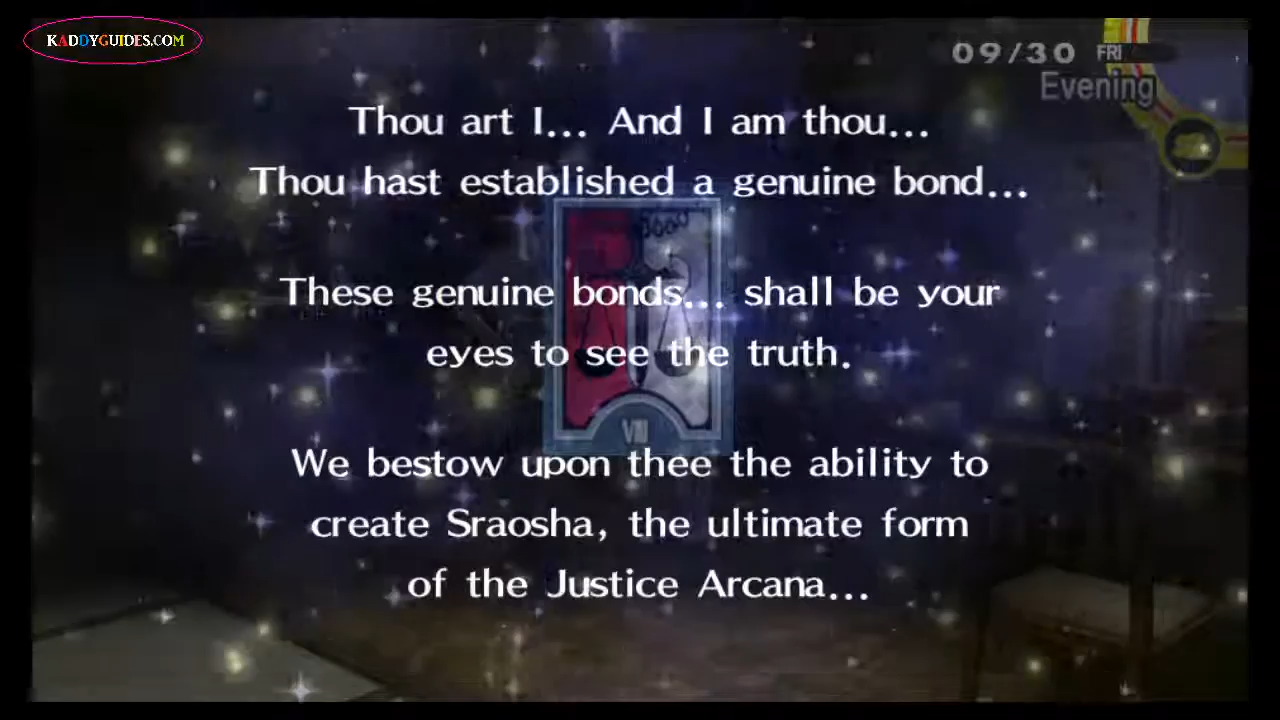 KADDYGUIDES.COM
09/30 FRI
Evening
Thou art I... And I am thou...
Thou hast established a genuine bond...
These genuine bonds... shall be your
eyes to see the truth.
VIII
We bestow upon thee the ability to
create Sraosha, the ultimate form
of the Justice Arcana...